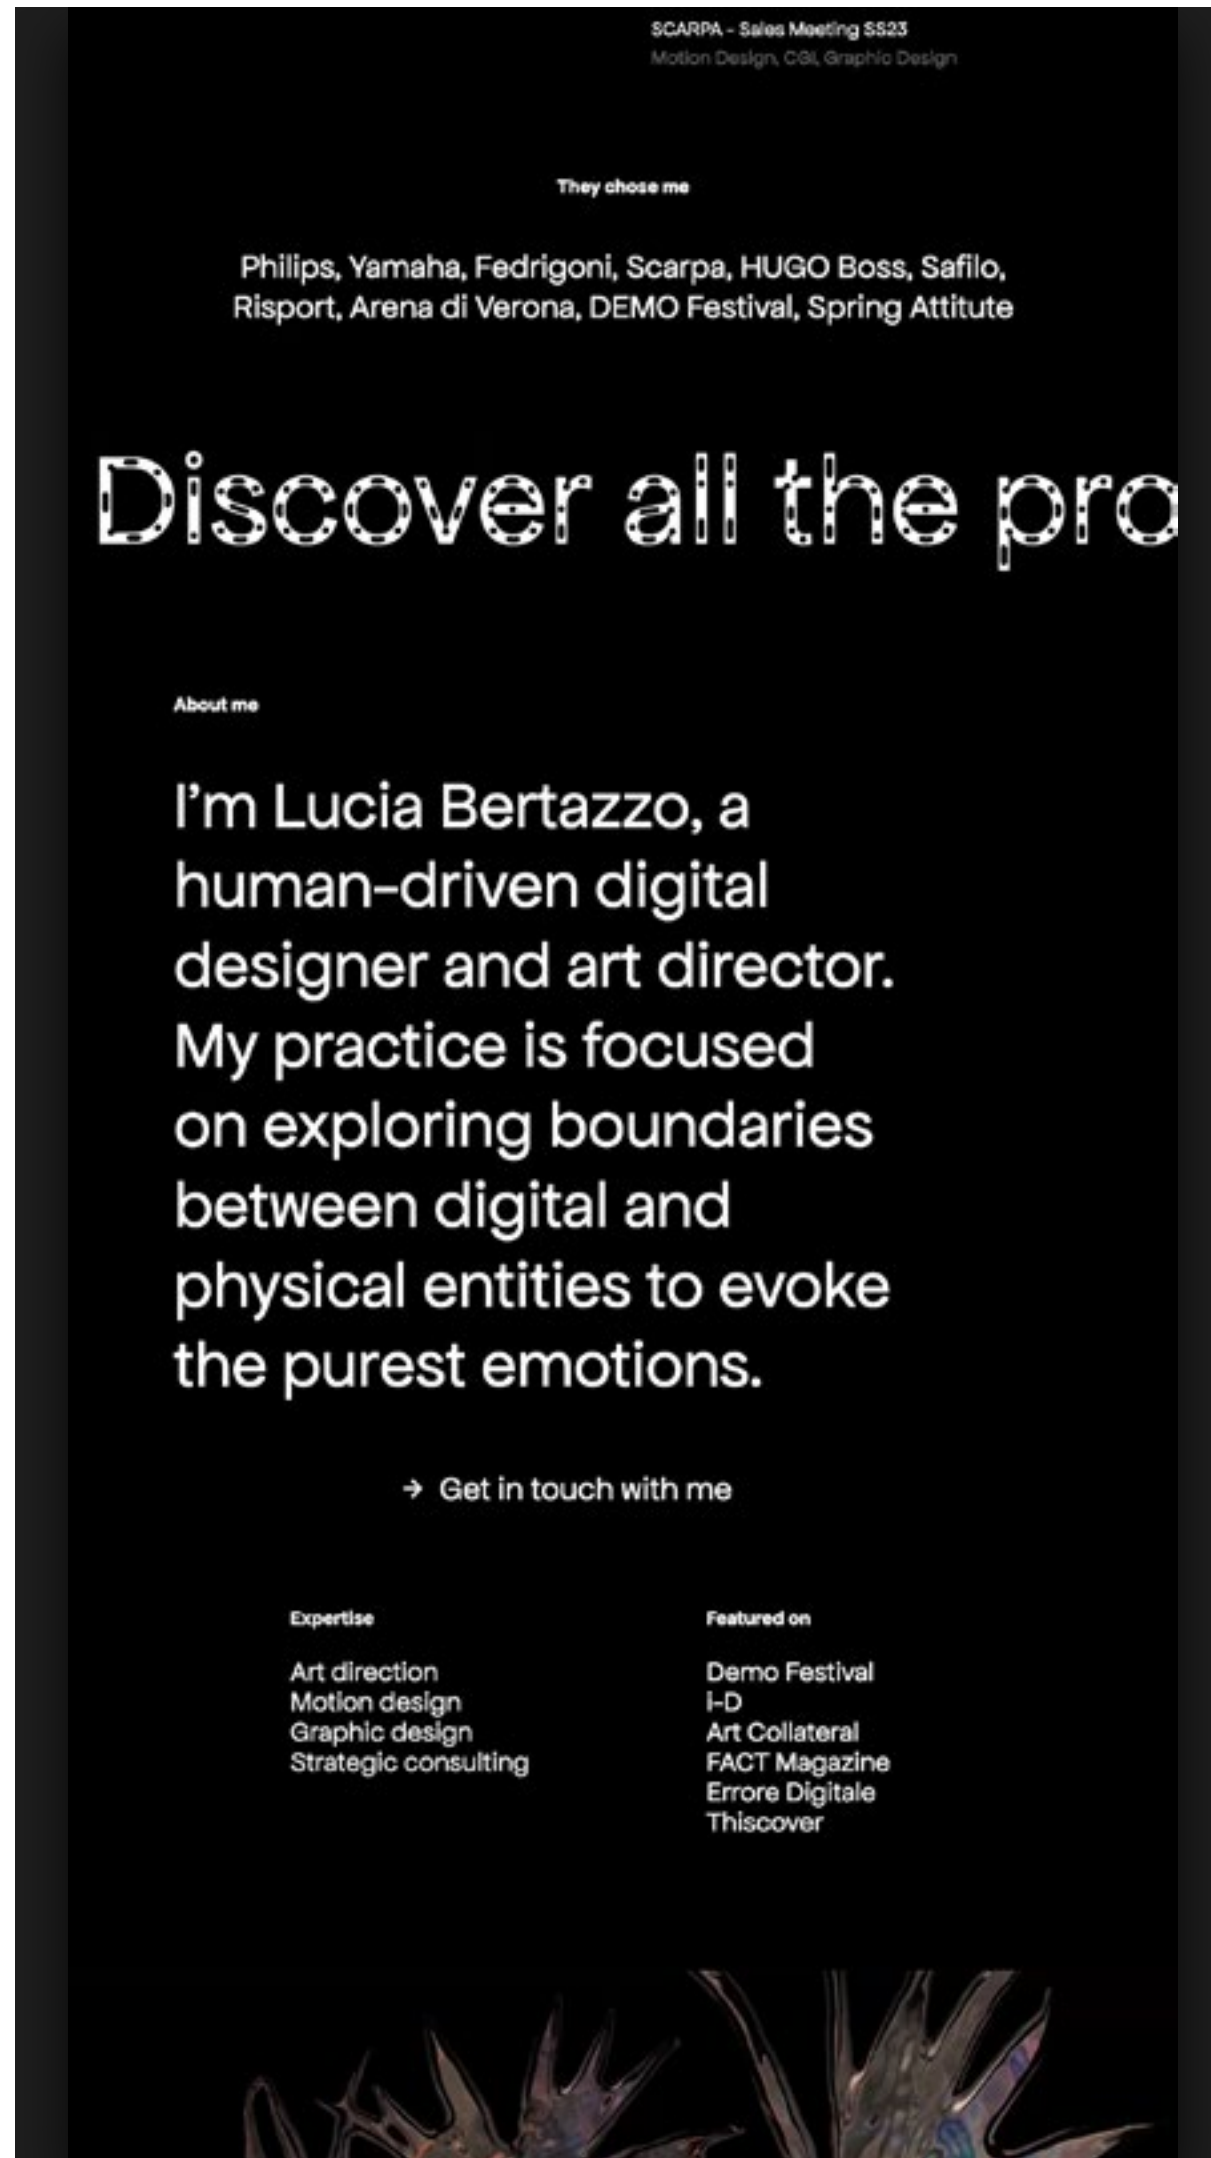 SCARPA - Sales Meeting SS23
Motion Design, CGI, Graphic Design
They chose me
Philips, Yamaha, Fedrigoni, Scarpa, HUGO Boss, Safilo,
Risport, Arena di Verona, DEMO Festival, Spring Attitute
Discover all the pro
About me
I’m Lucia Bertazzo, a
human-driven digital
designer and art director.
My practice is focused
on exploring boundaries
between digital and
physical entities to evoke
the purest emotions.
→ Get in touch with me
Expertise
Art direction
Motion design
Graphic design
Strategic consulting
Featured on
Demo Festival
i-D
Art Collateral
FACT Magazine
Errore Digitale
Thiscover